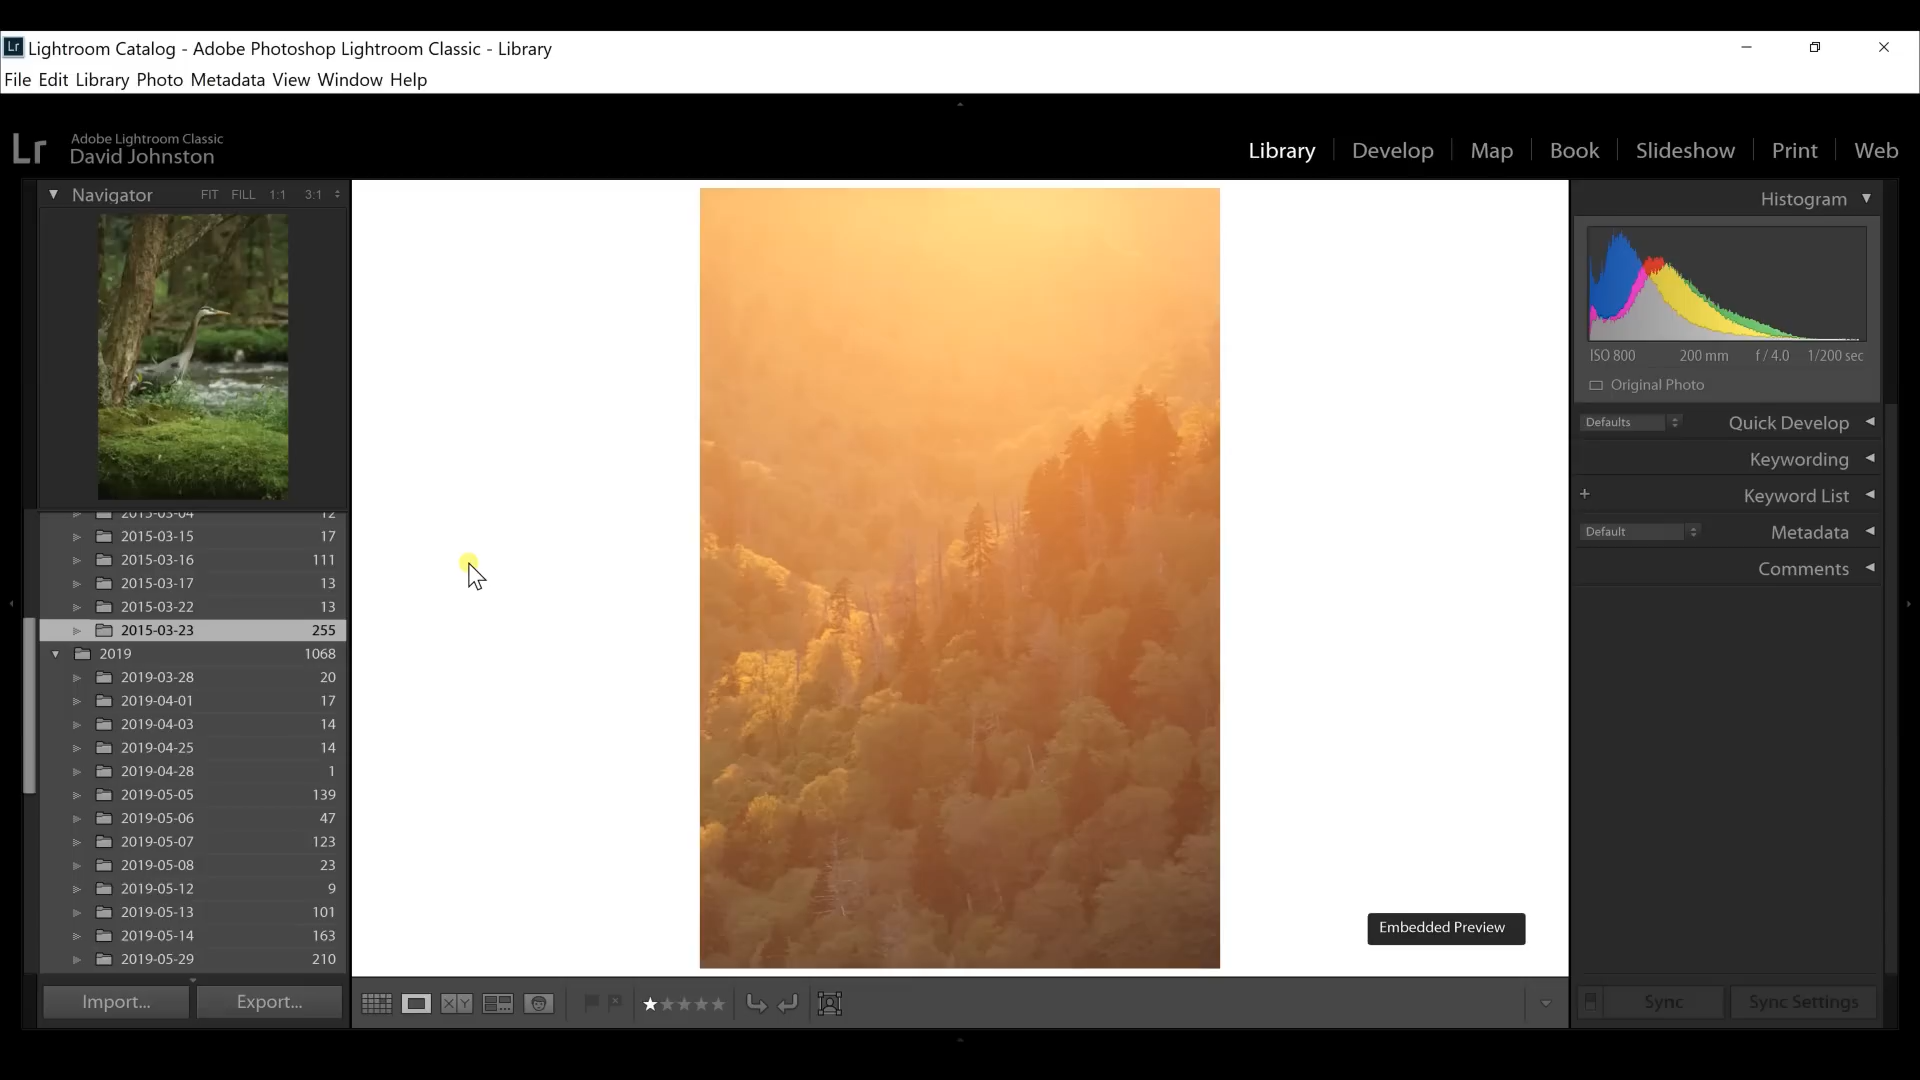 Lightroom Catalog - Adobe Photoshop Lightroom Classic - Library
File Edit Library Photo Metadata View Window Help
Lr Adobe Lightroom Classic
David Johnston
Library Develop Map Book Slideshow Print Web
Navigator FIT FILL 1:1 3:1
2015-03-04 12
2015-03-15 17
2015-03-16 111
2015-03-17 13
2015-03-22 13
2015-03-23 255
2019 1068
2019-03-28 20
2019-04-01 17
2019-04-03 14
2019-04-25 14
2019-04-28 1
2019-05-05 139
2019-05-06 47
2019-05-07 123
2019-05-08 23
2019-05-12 9
2019-05-13 101
2019-05-14 163
2019-05-29 210
Import... Export...
Embedded Preview
XY
Histogram
ISO 800 200 mm f / 4.0 1/200 sec
Original Photo
Defaults Quick Develop
Keywording
+ Keyword List
Default Metadata
Comments
Sync Sync Settings